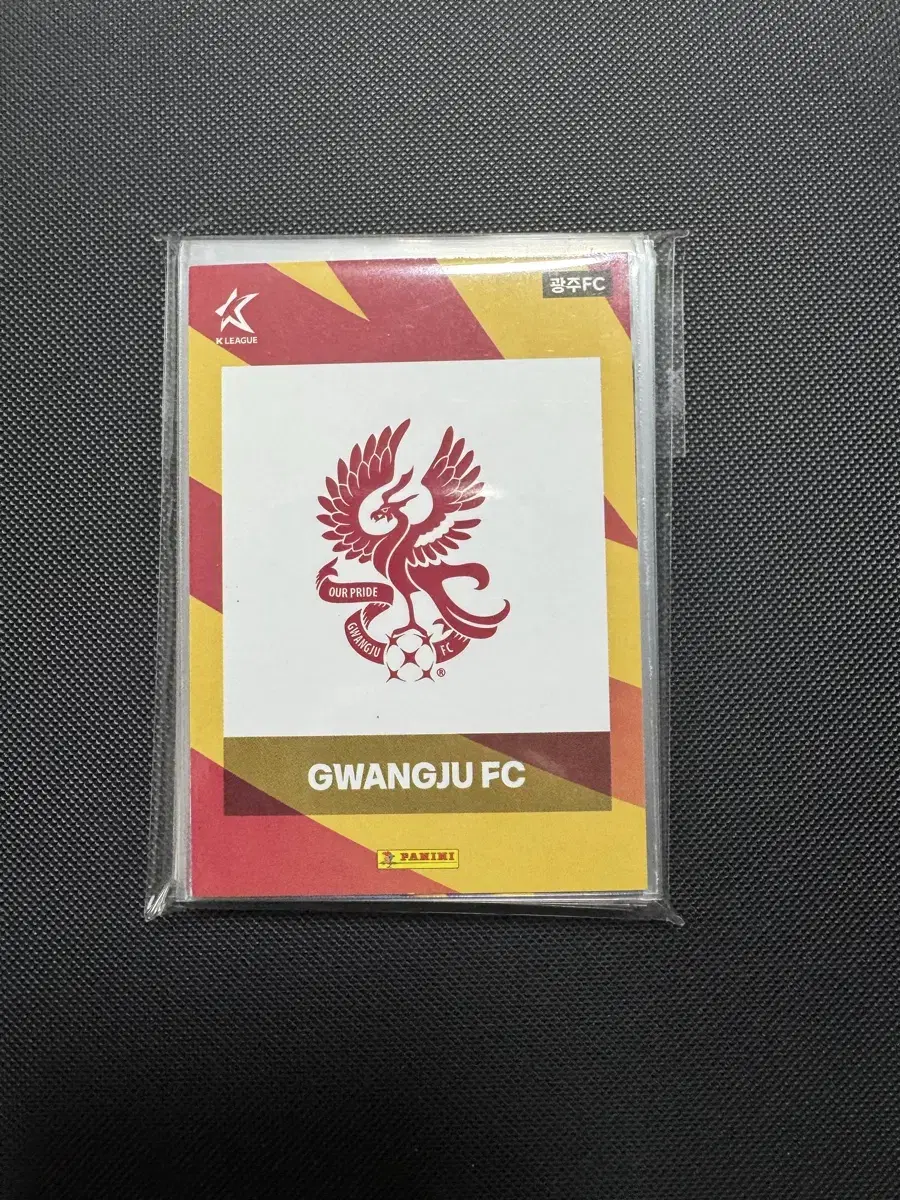 광주FC
K LEAGUE
OUR PRIDE
GWANGJU
FC
®
GWANGJU FC
PANINI